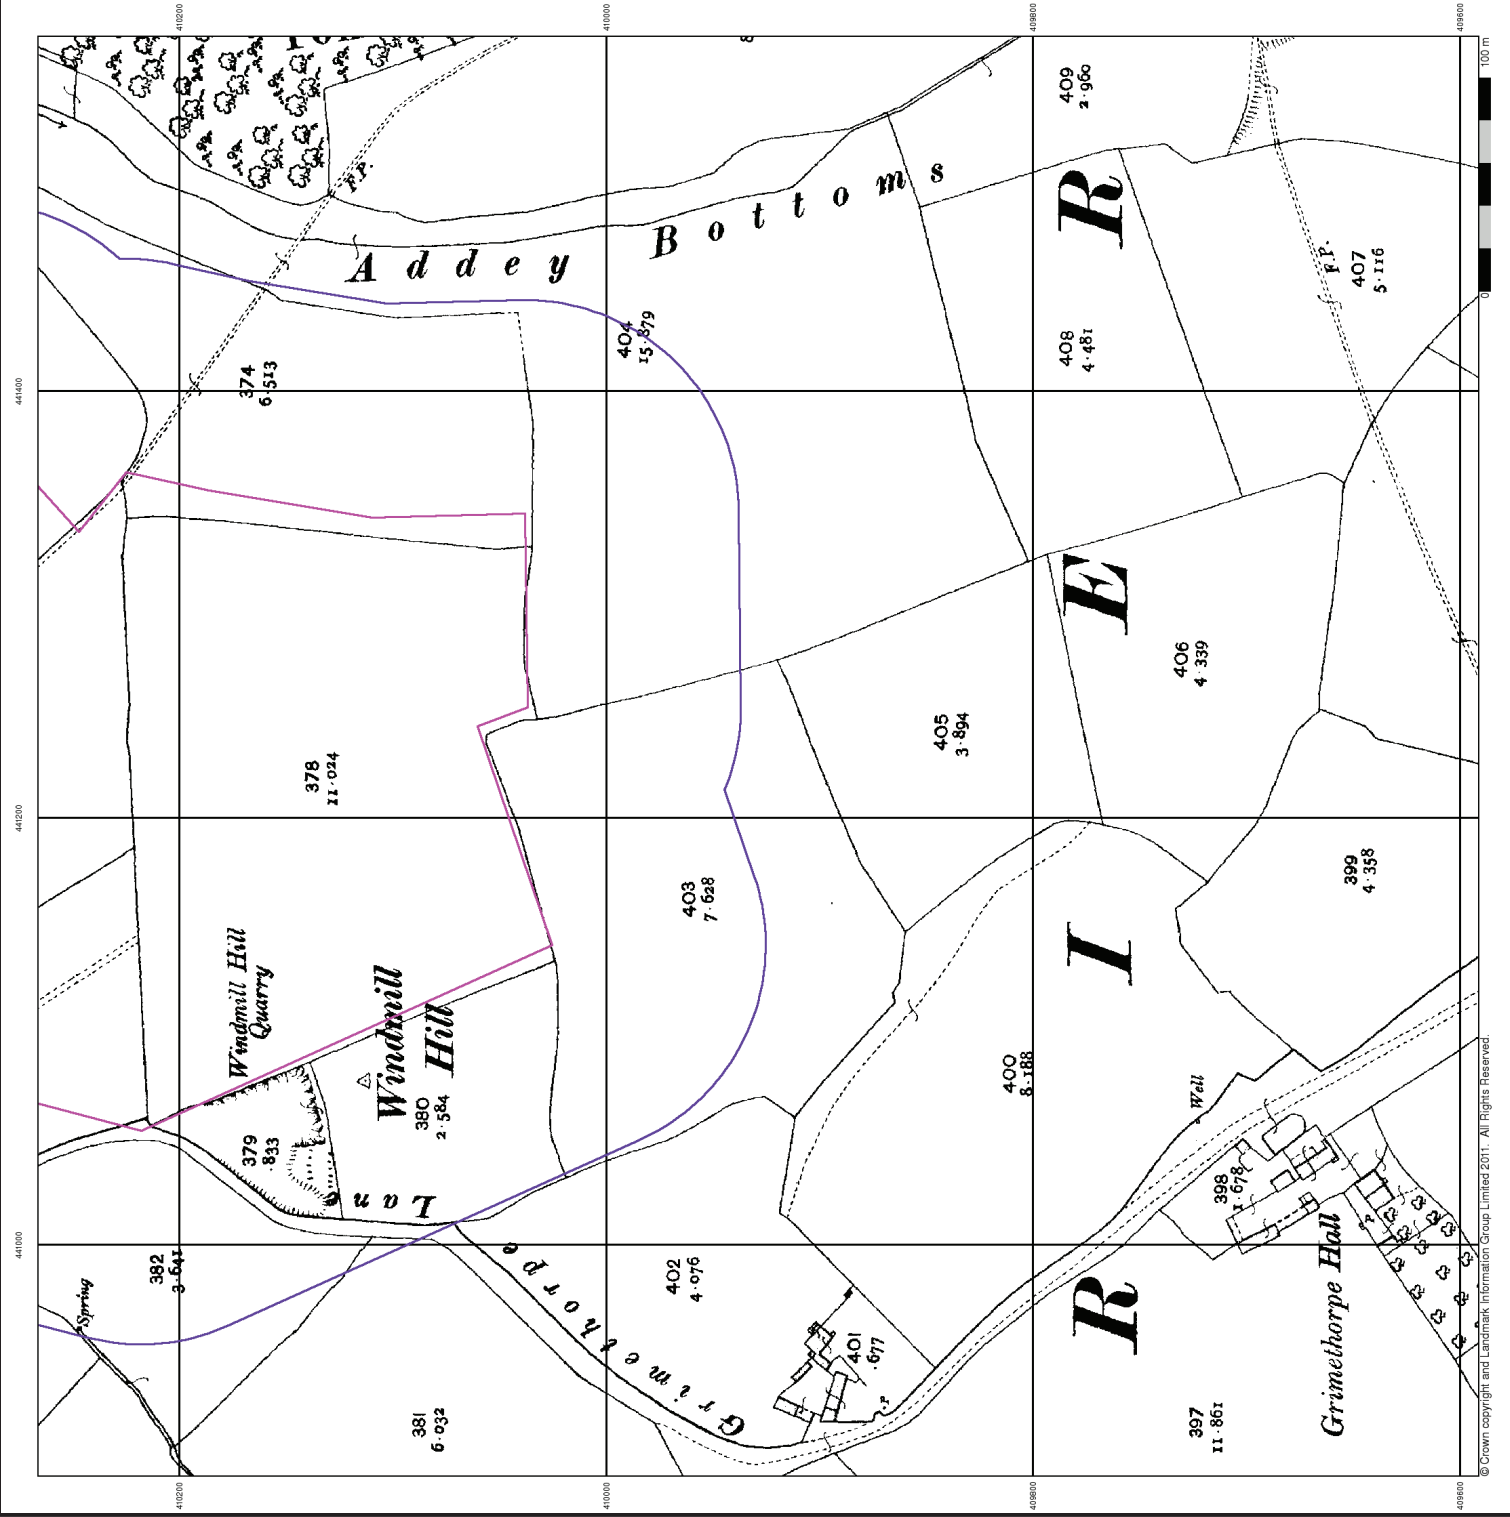 410200
410000
409800
409600
100 m
0
441400
441200
441000
F.P.
Addey Bottoms
409
2·960
R
F.P.
407
5·116
374
6·513
404
15·879
408
4·481
E
406
4·339
405
3·894
378
11·024
403
7·628
399
4·358
Windmill Hill
Quarry
Windmill
Hill
380
2·584
379
·833
I
400
8·188
Well
398
1·678
Grimethorpe Lane
382
3·641
Spring
402
4·076
401
·677
R
381
6·032
397
11·861
Grimethorpe Hall
410200
410000
409800
409600
© Crown copyright and Landmark Information Group Limited 2011. All Rights Reserved.